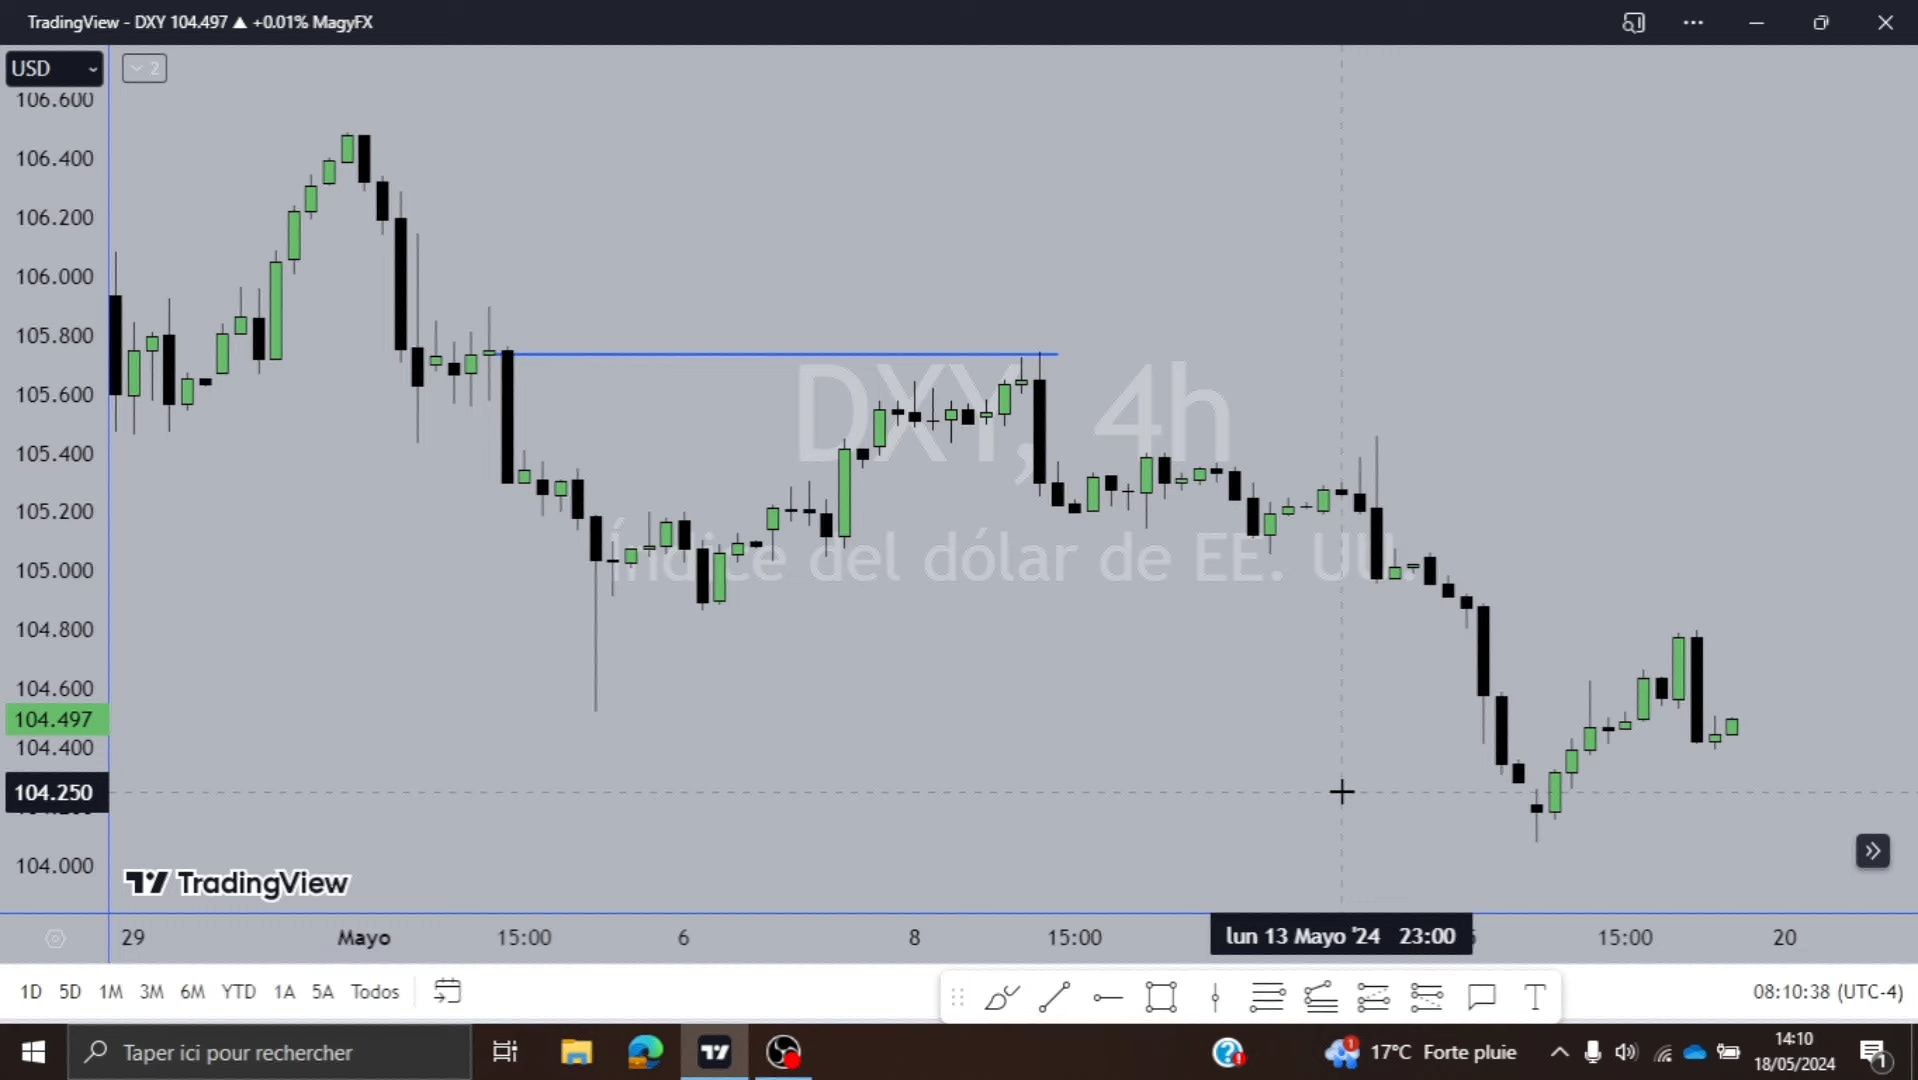 TradingView - DXY 104.497 ▲ +0.01% MagyFX
USD
2
106.600
106.400
106.200
106.000
105.800
105.600
105.400
105.200
105.000
104.800
104.600
104.497
104.400
104.250
104.000
DXY, 4h
Índice del dólar de EE. UU.
TradingView
29 Mayo 15:00 6 8 15:00 lun 13 Mayo '24 23:00 15:00 20
1D 5D 1M 3M 6M YTD 1A 5A Todos
T
08:10:38 (UTC-4)
Taper ici pour rechercher
1
17°C Forte pluie
14:10
18/05/2024
1